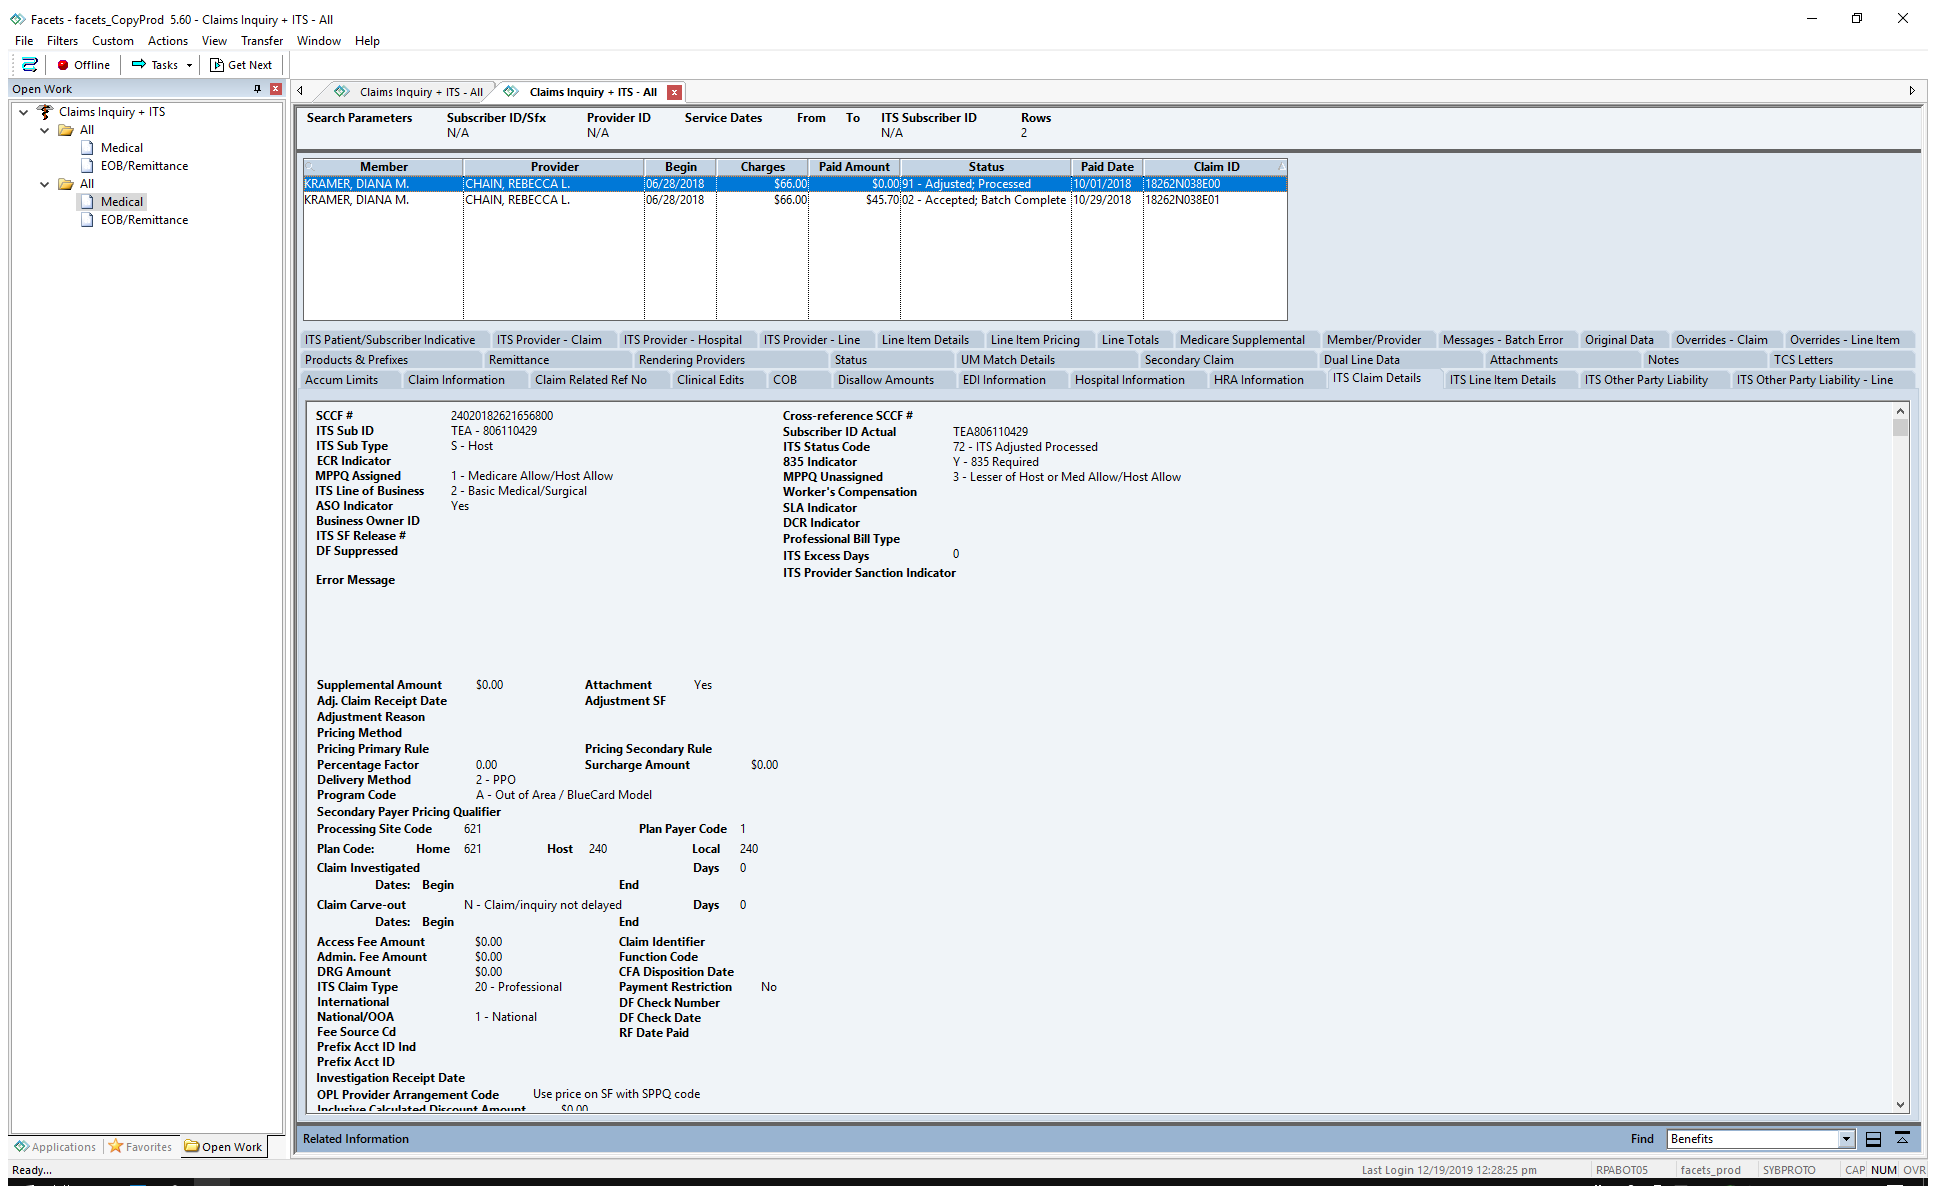 Facets - facets_CopyProd 5.60 - Claims Inquiry + ITS - All
File Filters Custom Actions View Transfer Window Help
Offline Tasks Get Next
Open Work
Claims Inquiry + ITS
All
Medical
EOB/Remittance
All
Medical
EOB/Remittance
Claims Inquiry + ITS - All Claims Inquiry + ITS - All
Search Parameters Subscriber ID/Sfx Provider ID Service Dates From To ITS Subscriber ID Rows
N/A N/A N/A 2
Member Provider Begin Charges Paid Amount Status Paid Date Claim ID
KRAMER, DIANA M. CHAIN, REBECCA L. 06/28/2018 $66.00 $0.00 91 - Adjusted; Processed 10/01/2018 18262N038E00
KRAMER, DIANA M. CHAIN, REBECCA L. 06/28/2018 $66.00 $45.70 02 - Accepted; Batch Complete 10/29/2018 18262N038E01
ITS Patient/Subscriber Indicative ITS Provider - Claim ITS Provider - Hospital ITS Provider - Line Line Item Details Line Item Pricing Line Totals Medicare Supplemental Member/Provider Messages - Batch Error Original Data Overrides - Claim Overrides - Line Item
Products & Prefixes Remittance Rendering Providers Status UM Match Details Secondary Claim Dual Line Data Attachments Notes TCS Letters
Accum Limits Claim Information Claim Related Ref No Clinical Edits COB Disallow Amounts EDI Information Hospital Information HRA Information ITS Claim Details ITS Line Item Details ITS Other Party Liability ITS Other Party Liability - Line
SCCF # 24020182621656800 Cross-reference SCCF #
ITS Sub ID TEA - 806110429 Subscriber ID Actual TEA806110429
ITS Sub Type S - Host ITS Status Code 72 - ITS Adjusted Processed
ECR Indicator 835 Indicator Y - 835 Required
MPPQ Assigned 1 - Medicare Allow/Host Allow MPPQ Unassigned 3 - Lesser of Host or Med Allow/Host Allow
ITS Line of Business 2 - Basic Medical/Surgical Worker's Compensation
ASO Indicator Yes SLA Indicator
Business Owner ID DCR Indicator
ITS SF Release # Professional Bill Type
DF Suppressed ITS Excess Days 0
Error Message ITS Provider Sanction Indicator
Supplemental Amount $0.00 Attachment Yes
Adj. Claim Receipt Date Adjustment SF
Adjustment Reason
Pricing Method
Pricing Primary Rule Pricing Secondary Rule
Percentage Factor 0.00 Surcharge Amount $0.00
Delivery Method 2 - PPO
Program Code A - Out of Area / BlueCard Model
Secondary Payer Pricing Qualifier
Processing Site Code 621 Plan Payer Code 1
Plan Code: Home 621 Host 240 Local 240
Claim Investigated Days 0
Dates: Begin End
Claim Carve-out N - Claim/inquiry not delayed Days 0
Dates: Begin End
Access Fee Amount $0.00 Claim Identifier
Admin. Fee Amount $0.00 Function Code
DRG Amount $0.00 CFA Disposition Date
ITS Claim Type 20 - Professional Payment Restriction No
International DF Check Number
National/OOA 1 - National DF Check Date
Fee Source Cd RF Date Paid
Prefix Acct ID Ind
Prefix Acct ID
Investigation Receipt Date
OPL Provider Arrangement Code Use price on SF with SPPQ code
Inclusive Calculated Discount Amount $0.00
Related Information Find Benefits
Applications Favorites Open Work
Ready... Last Login 12/19/2019 12:28:25 pm RPABOT05 facets_prod SYBPROTO CAP NUM OVR